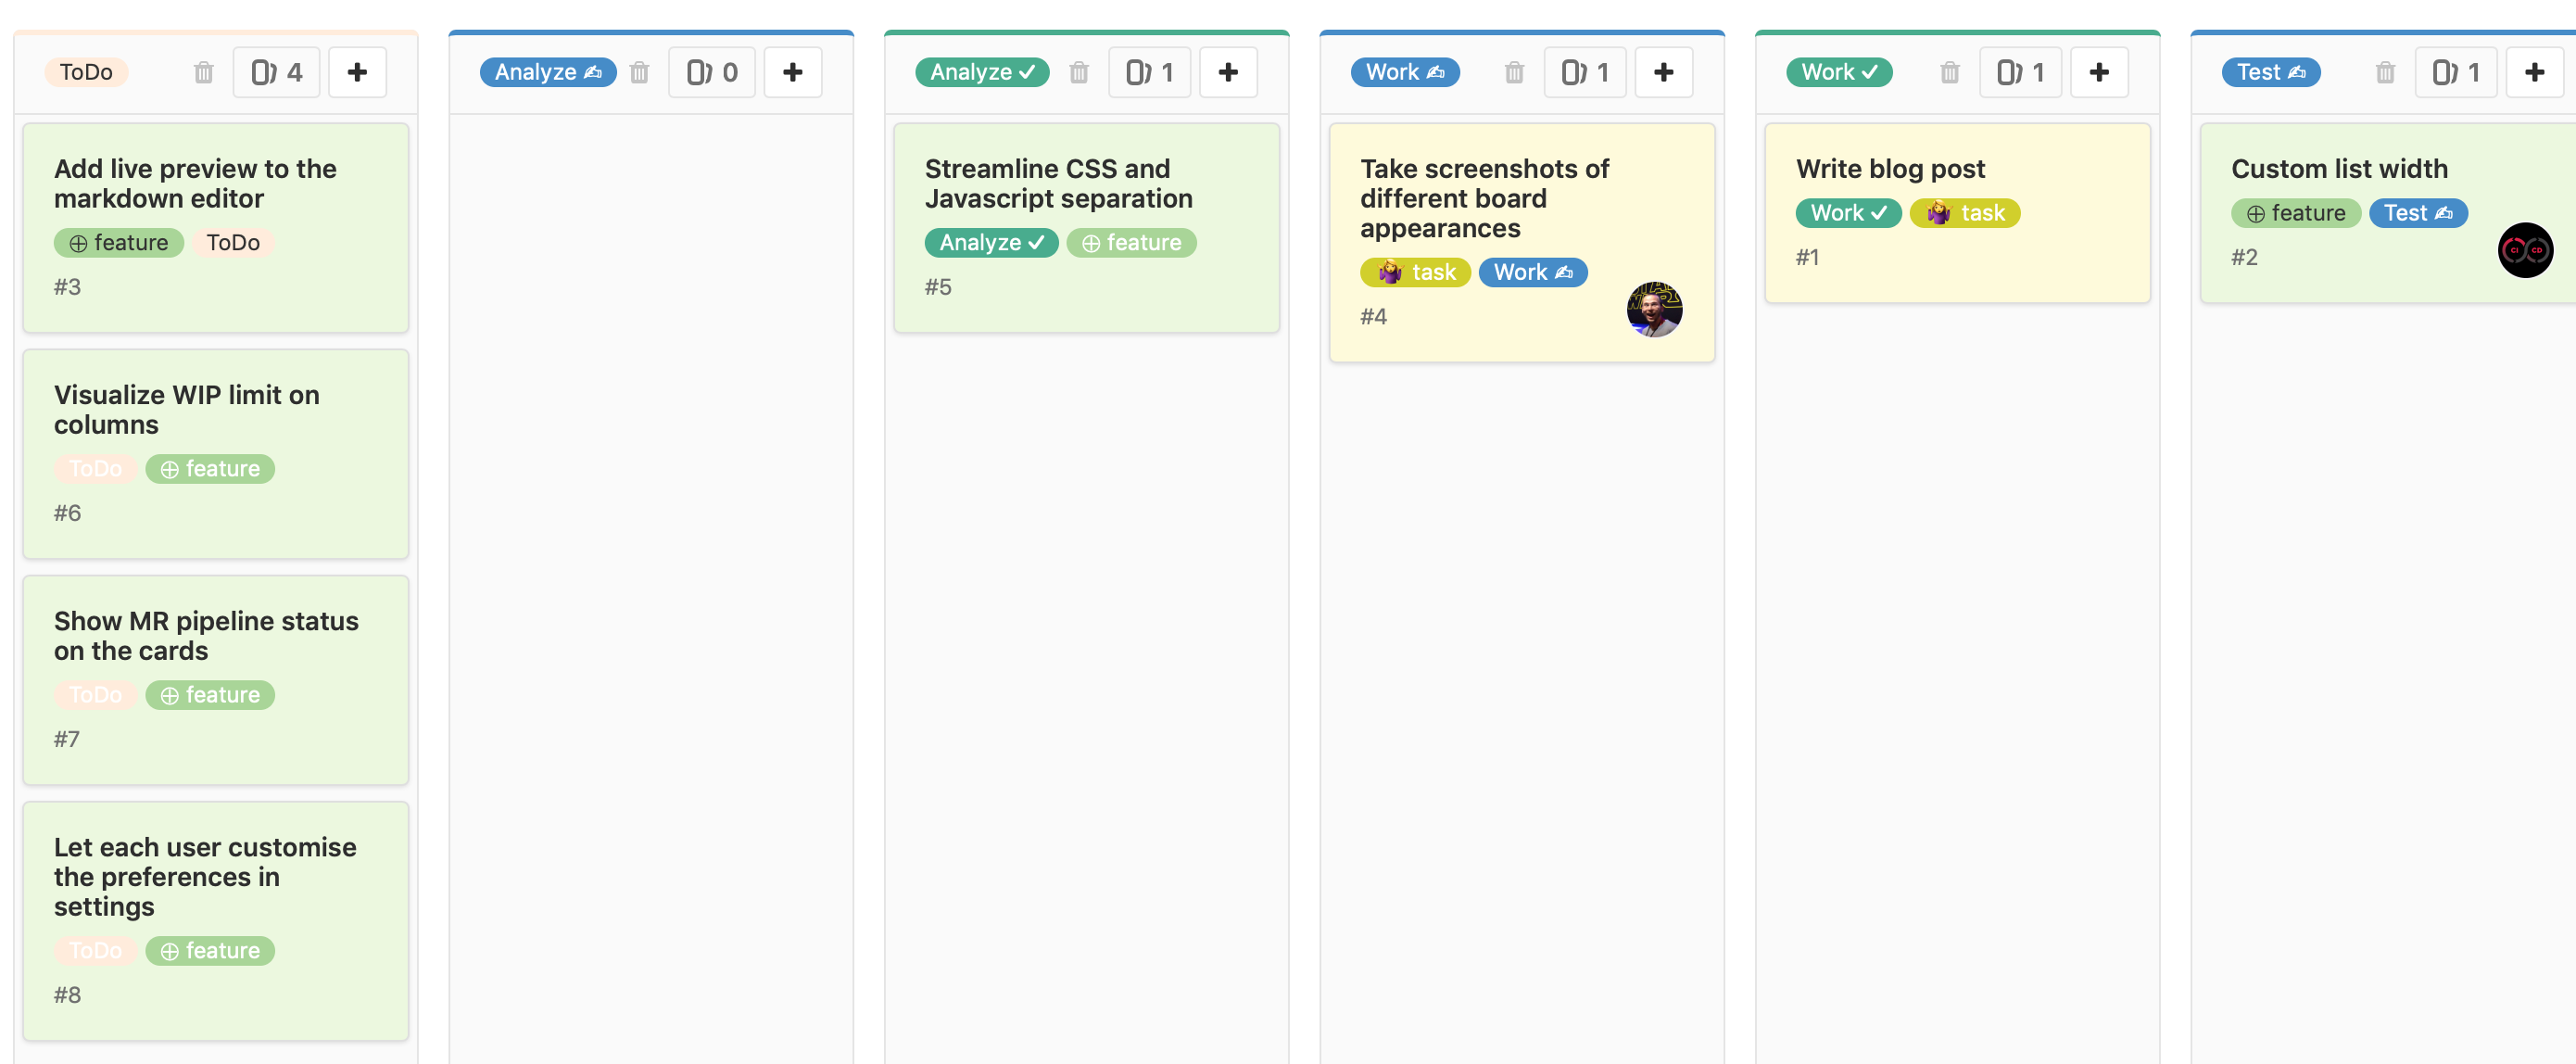 ToDo 4
Add live preview to the
markdown editor
feature ToDo
#3
Visualize WIP limit on
columns
ToDo feature
#6
Show MR pipeline status
on the cards
ToDo feature
#7
Let each user customise
the preferences in
settings
ToDo feature
#8
Analyze 0
Analyze 1
Streamline CSS and
Javascript separation
Analyze feature
#5
Work 1
Take screenshots of
different board
appearances
task Work
#4
Work 1
Write blog post
Work task
#1
Test 1
Custom list width
feature Test
#2
CI CD